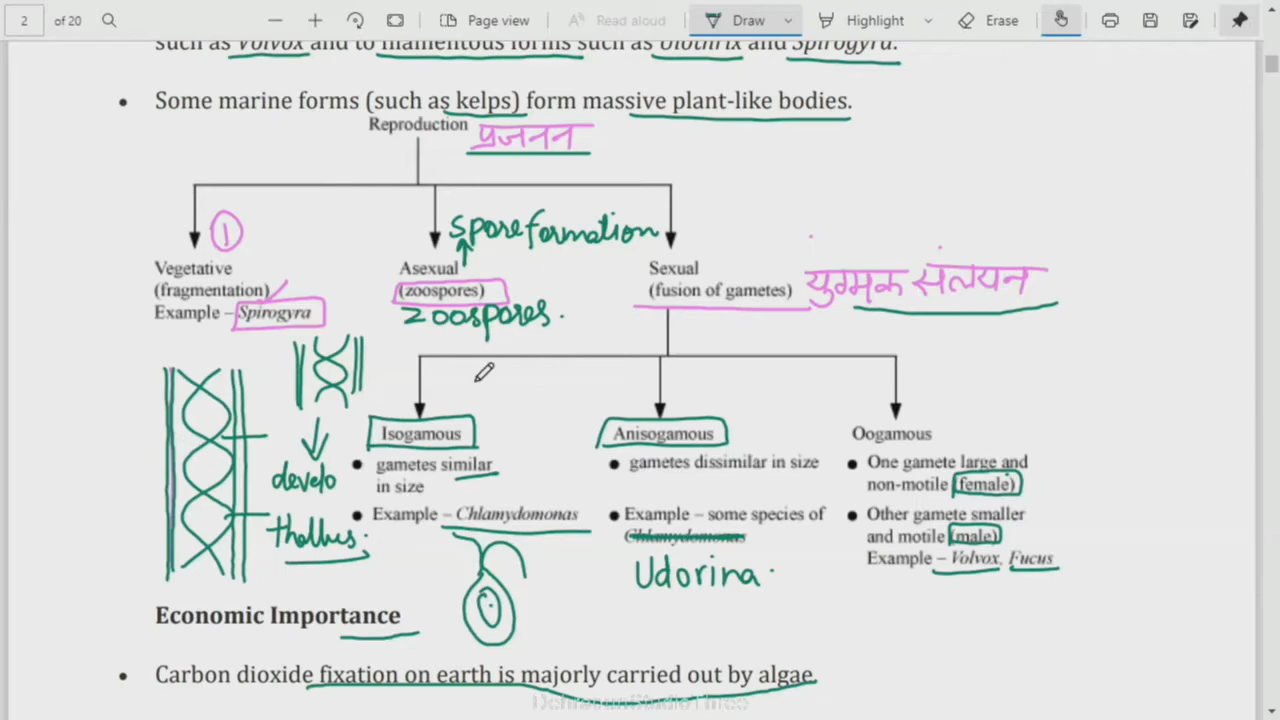 2 of 20 Page view Read aloud Draw Highlight Erase
such as Volvox and to filamentous forms such as Ulothrix and Spirogyra.
• Some marine forms (such as kelps) form massive plant-like bodies.
Reproduction प्रजनन
①
spore formation
Vegetative
(fragmentation)
Example – Spirogyra
Asexual
(zoospores)
zoospores.
Sexual
(fusion of gametes) युग्मक संलयन
develo
thallus.
Isogamous
• gametes similar
in size
• Example – Chlamydomonas
Anisogamous
• gametes dissimilar in size
• Example – some species of
Chlamydomonas
Udorina.
Oogamous
• One gamete large and
non-motile (female)
• Other gamete smaller
and motile (male)
Example – Volvox, Fucus
Economic Importance
• Carbon dioxide fixation on earth is majorly carried out by algae.